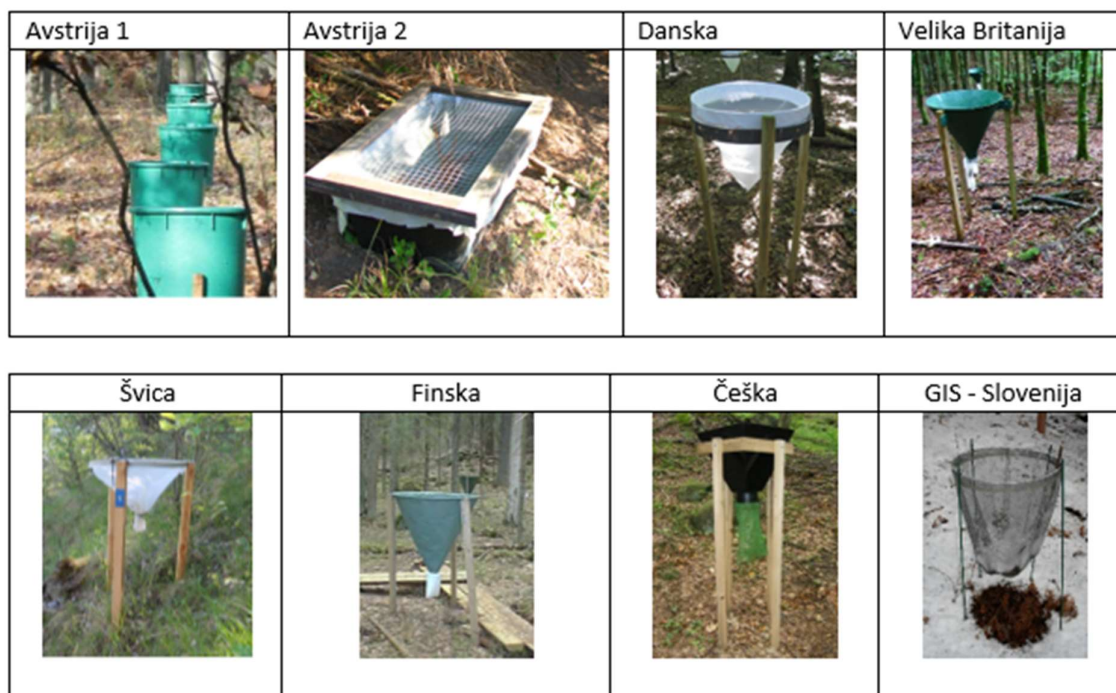 Avstrija 1
Avstrija 2
Danska
Velika Britanija
Švica
Finska
Češka
GIS - Slovenija